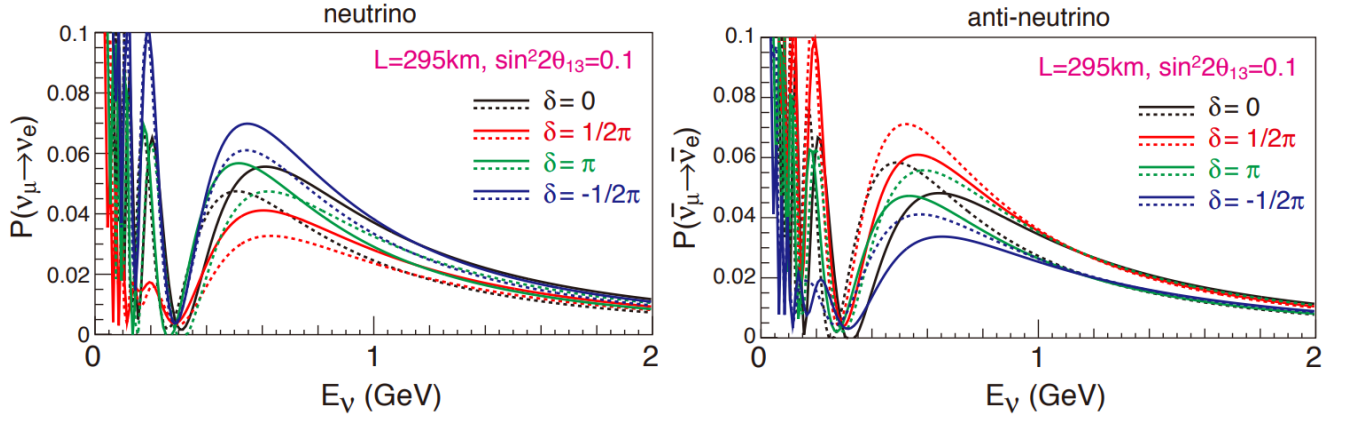 neutrino
0.1
0.08
0.06
0.04
0.02
0
0
1
2
P(νμ→νe)
Eν (GeV)
L=295km, sin²2θ₁₃=0.1
δ = 0
δ = 1/2π
δ = π
δ = -1/2π
anti-neutrino
0.1
0.08
0.06
0.04
0.02
0
0
1
2
P(ν̄μ→ν̄e)
Eν (GeV)
L=295km, sin²2θ₁₃=0.1
δ = 0
δ = 1/2π
δ = π
δ = -1/2π